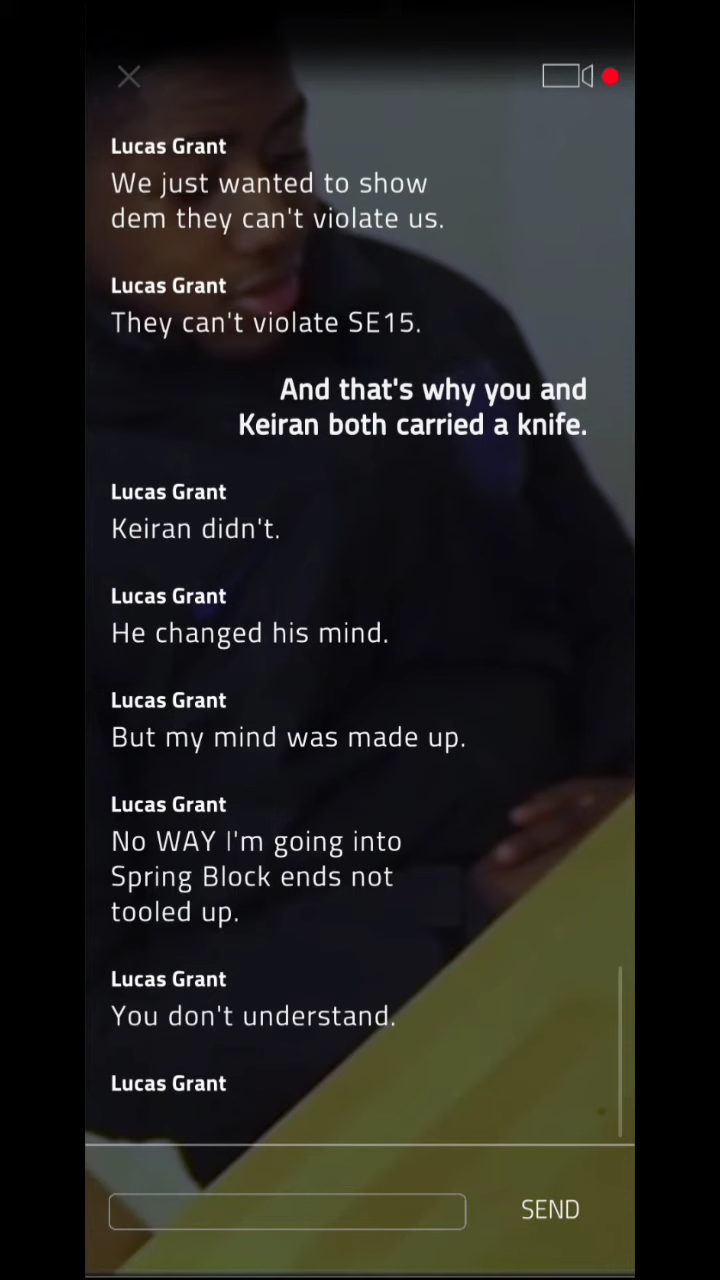 Lucas Grant
We just wanted to show
dem they can't violate us.
Lucas Grant
They can't violate SE15.
And that's why you and
Keiran both carried a knife.
Lucas Grant
Keiran didn't.
Lucas Grant
He changed his mind.
Lucas Grant
But my mind was made up.
Lucas Grant
No WAY I'm going into
Spring Block ends not
tooled up.
Lucas Grant
You don't understand.
Lucas Grant
SEND